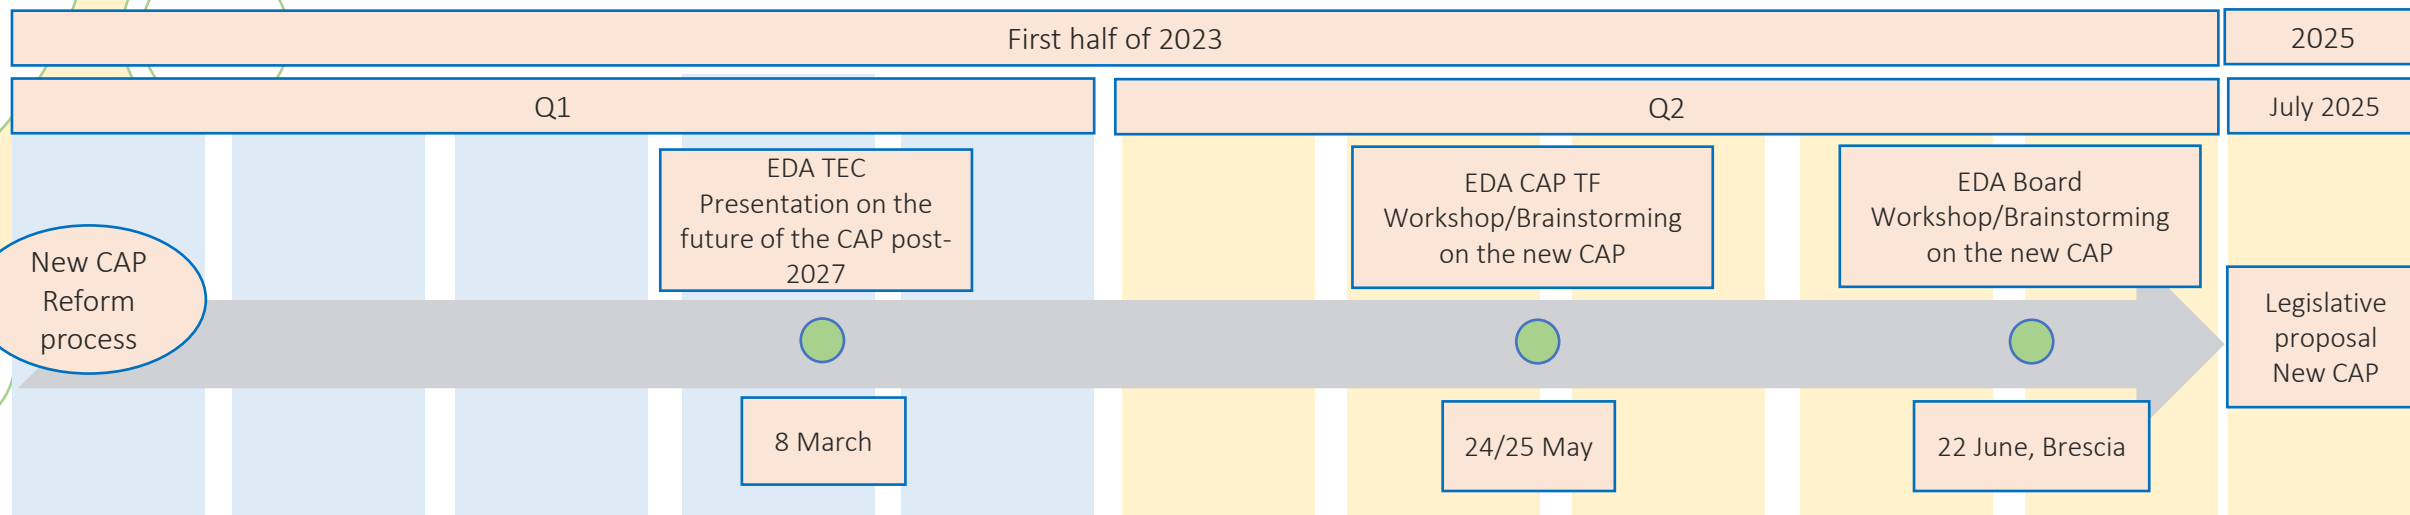 First half of 2023
2025
Q1
Q2
July 2025
EDA TEC
Presentation on the
future of the CAP post-
2027
EDA CAP TF
Workshop/Brainstorming
on the new CAP
EDA Board
Workshop/Brainstorming
on the new CAP
New CAP
Reform
process
Legislative
proposal
New CAP
8 March
24/25 May
22 June, Brescia